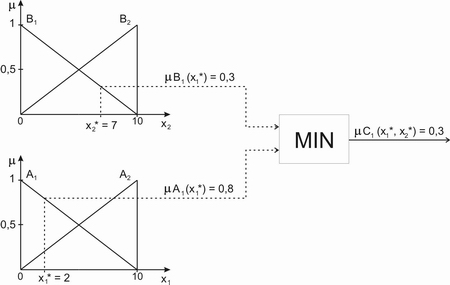 μ
1
B₁
B₂
0,5
0
10
x₂
x₂* = 7
μB₁(x₁*) = 0,3
MIN
μC₁(x₁*, x₂*) = 0,3
μA₁(x₁*) = 0,8
μ
1
A₁
A₂
0,5
0
10
x₁
x₁* = 2